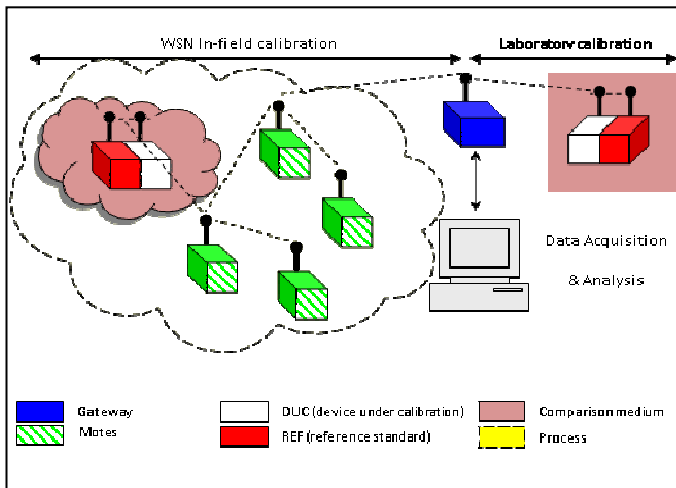 WSN In-field calibration
Laboratory calibration
Data Acquisition
& Analysis
Gateway
DUC (device under calibration)
Comparison medium
Motes
REF (reference standard)
Process